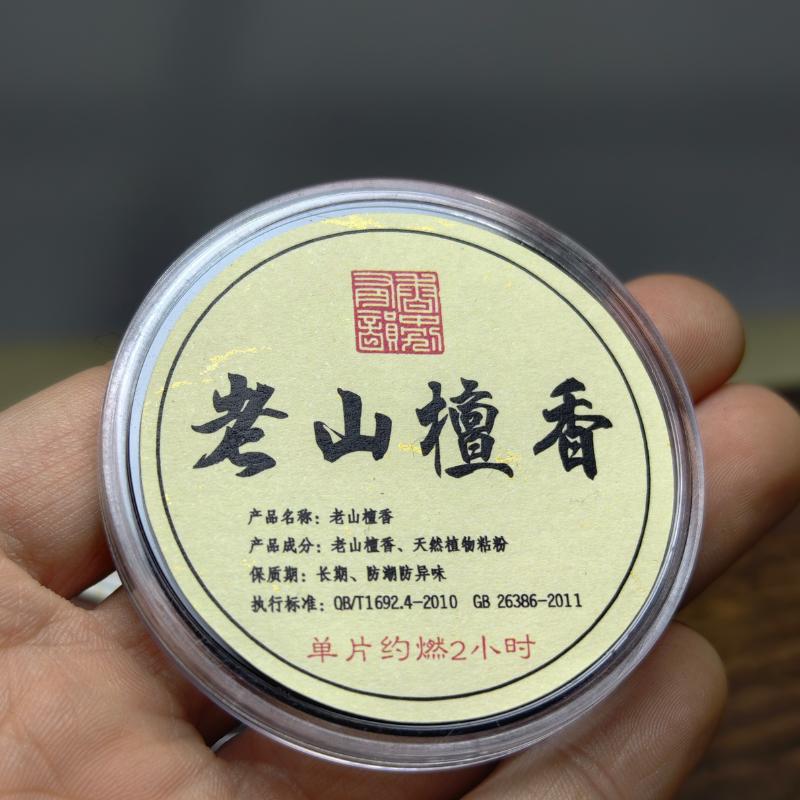 老山檀香
产品名称：老山檀香
产品成分：老山檀香、天然植物粘粉
保质期：长期、防潮防异味
执行标准：QB/T1692.4-2010 GB 26386-2011
单片约燃2小时